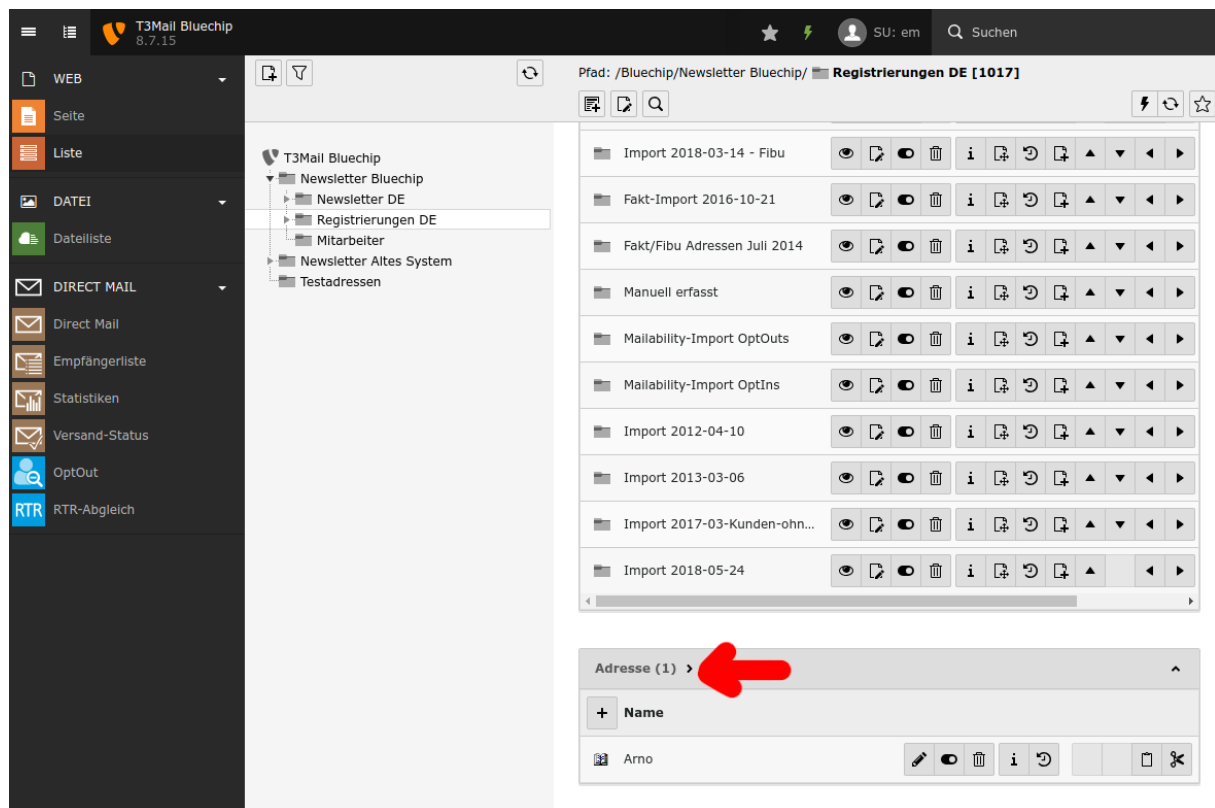 T3Mail Bluechip
8.7.15
SU: em
Suchen
WEB
Seite
Liste
DATEI
Dateiliste
DIRECT MAIL
Direct Mail
Empfängerliste
Statistiken
Versand-Status
OptOut
RTR RTR-Abgleich
T3Mail Bluechip
Newsletter Bluechip
Newsletter DE
Registrierungen DE
Mitarbeiter
Newsletter Altes System
Testadressen
Pfad: /Bluechip/Newsletter Bluechip/ Registrierungen DE [1017]
Import 2018-03-14 - Fibu
Fakt-Import 2016-10-21
Fakt/Fibu Adressen Juli 2014
Manuell erfasst
Mailability-Import OptOuts
Mailability-Import OptIns
Import 2012-04-10
Import 2013-03-06
Import 2017-03-Kunden-ohn...
Import 2018-05-24
Adresse (1)
Name
Arno